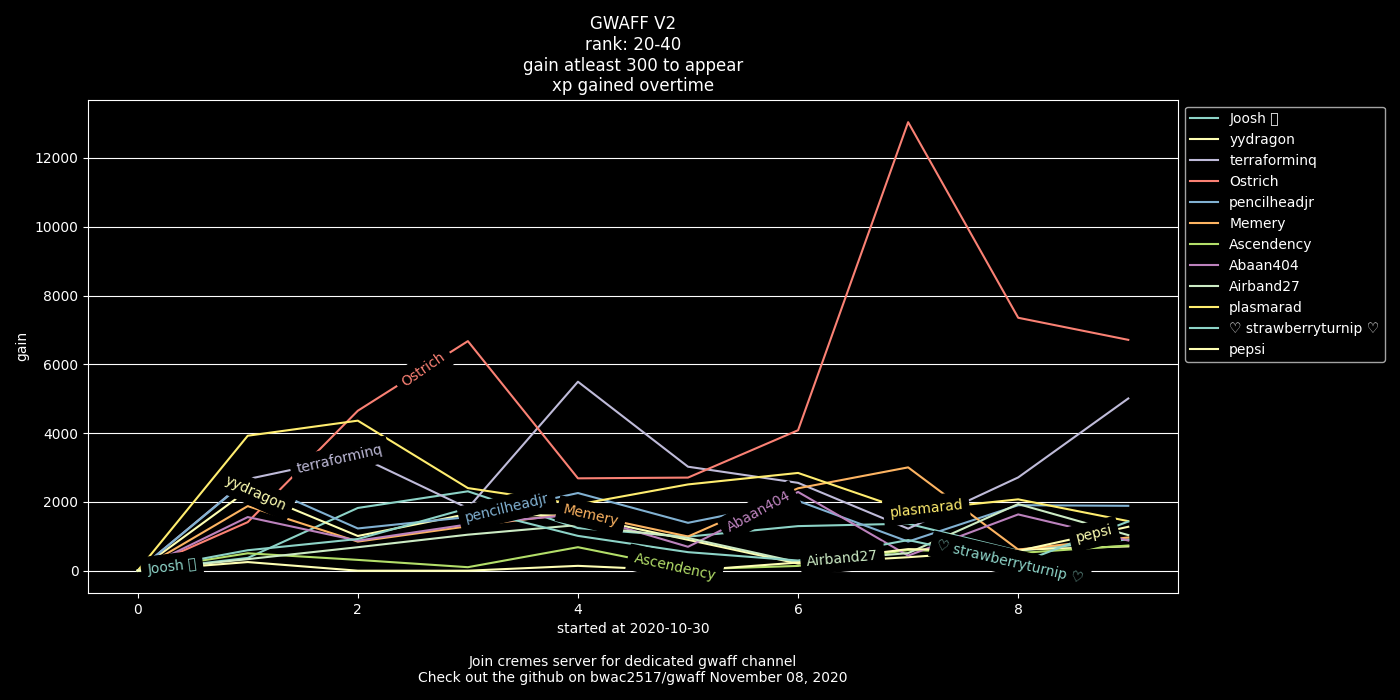 GWAFF V2
rank: 20-40
gain atleast 300 to appear
xp gained overtime
12000
10000
8000
6000
4000
2000
0
gain
Ostrich
terraforminq
yydragon
pencilheadjr
Memery
Abaan404
plasmarad
pepsi
Airband27
♡ strawberryturnip ♡
Ascendency
Joosh
0
2
4
6
8
started at 2020-10-30
Joosh
yydragon
terraforminq
Ostrich
pencilheadjr
Memery
Ascendency
Abaan404
Airband27
plasmarad
♡ strawberryturnip ♡
pepsi
Join cremes server for dedicated gwaff channel
Check out the github on bwac2517/gwaff November 08, 2020